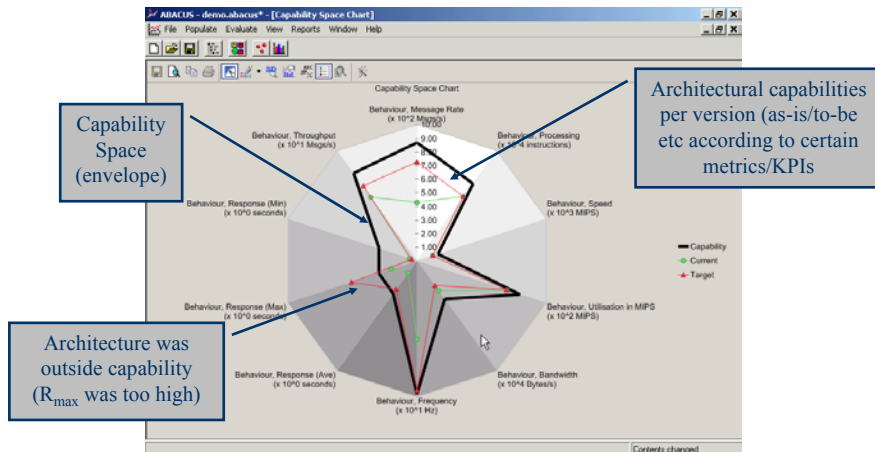 ABACUS - demo.abacus* - [Capability Space Chart]
File Populate Evaluate View Reports Window Help
Capability Space Chart
Behaviour, Message Rate
(x 10^2 Msgs/s)
Behaviour, Throughput
(x 10^1 Msgs/s)
Behaviour, Processing
(x 10^4 instructions)
10.00
9.00
8.00
7.00
6.00
5.00
4.00
3.00
2.00
1.00
Behaviour, Response (Min)
(x 10^0 seconds)
Behaviour, Speed
(x 10^3 MIPS)
Capability
Current
Target
Behaviour, Response (Max)
(x 10^0 seconds)
Behaviour, Utilisation in MIPS
(x 10^2 MIPS)
Behaviour, Response (Ave)
(x 10^0 seconds)
Behaviour, Bandwidth
(x 10^4 Bytes/s)
Behaviour, Frequency
(x 10^1 Hz)
Contents changed
Capability
Space
(envelope)
Architectural capabilities
per version (as-is/to-be
etc according to certain
metrics/KPIs
Architecture was
outside capability
(Rmax was too high)